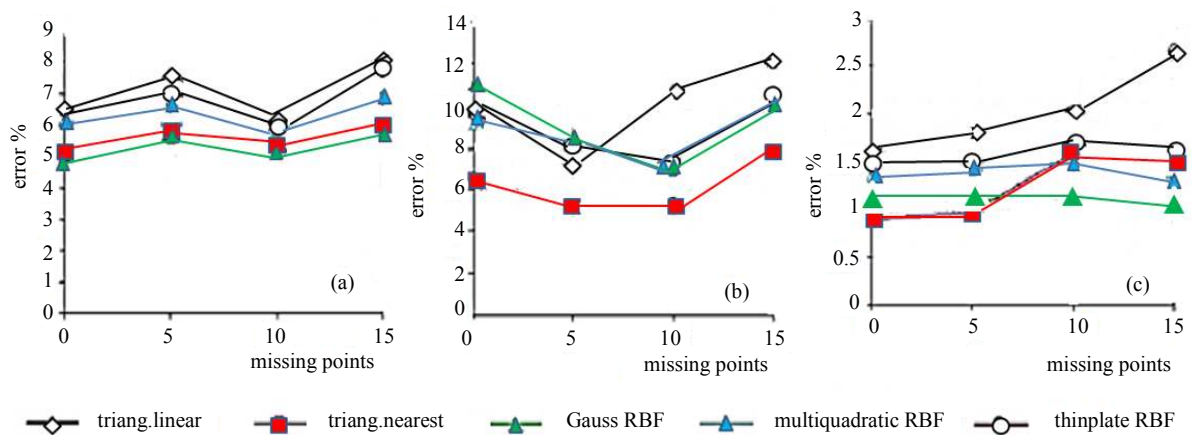 (a)
8
7
6
5
4
3
2
1
0
0 5 10 15
error %
missing points
(b)
14
12
10
8
6
4
2
0
0 5 10 15
error %
missing points
(c)
3
2.5
2
1.5
1
0.5
0
0 5 10 15
error %
missing points
triang.linear triang.nearest Gauss RBF multiquadratic RBF thinplate RBF